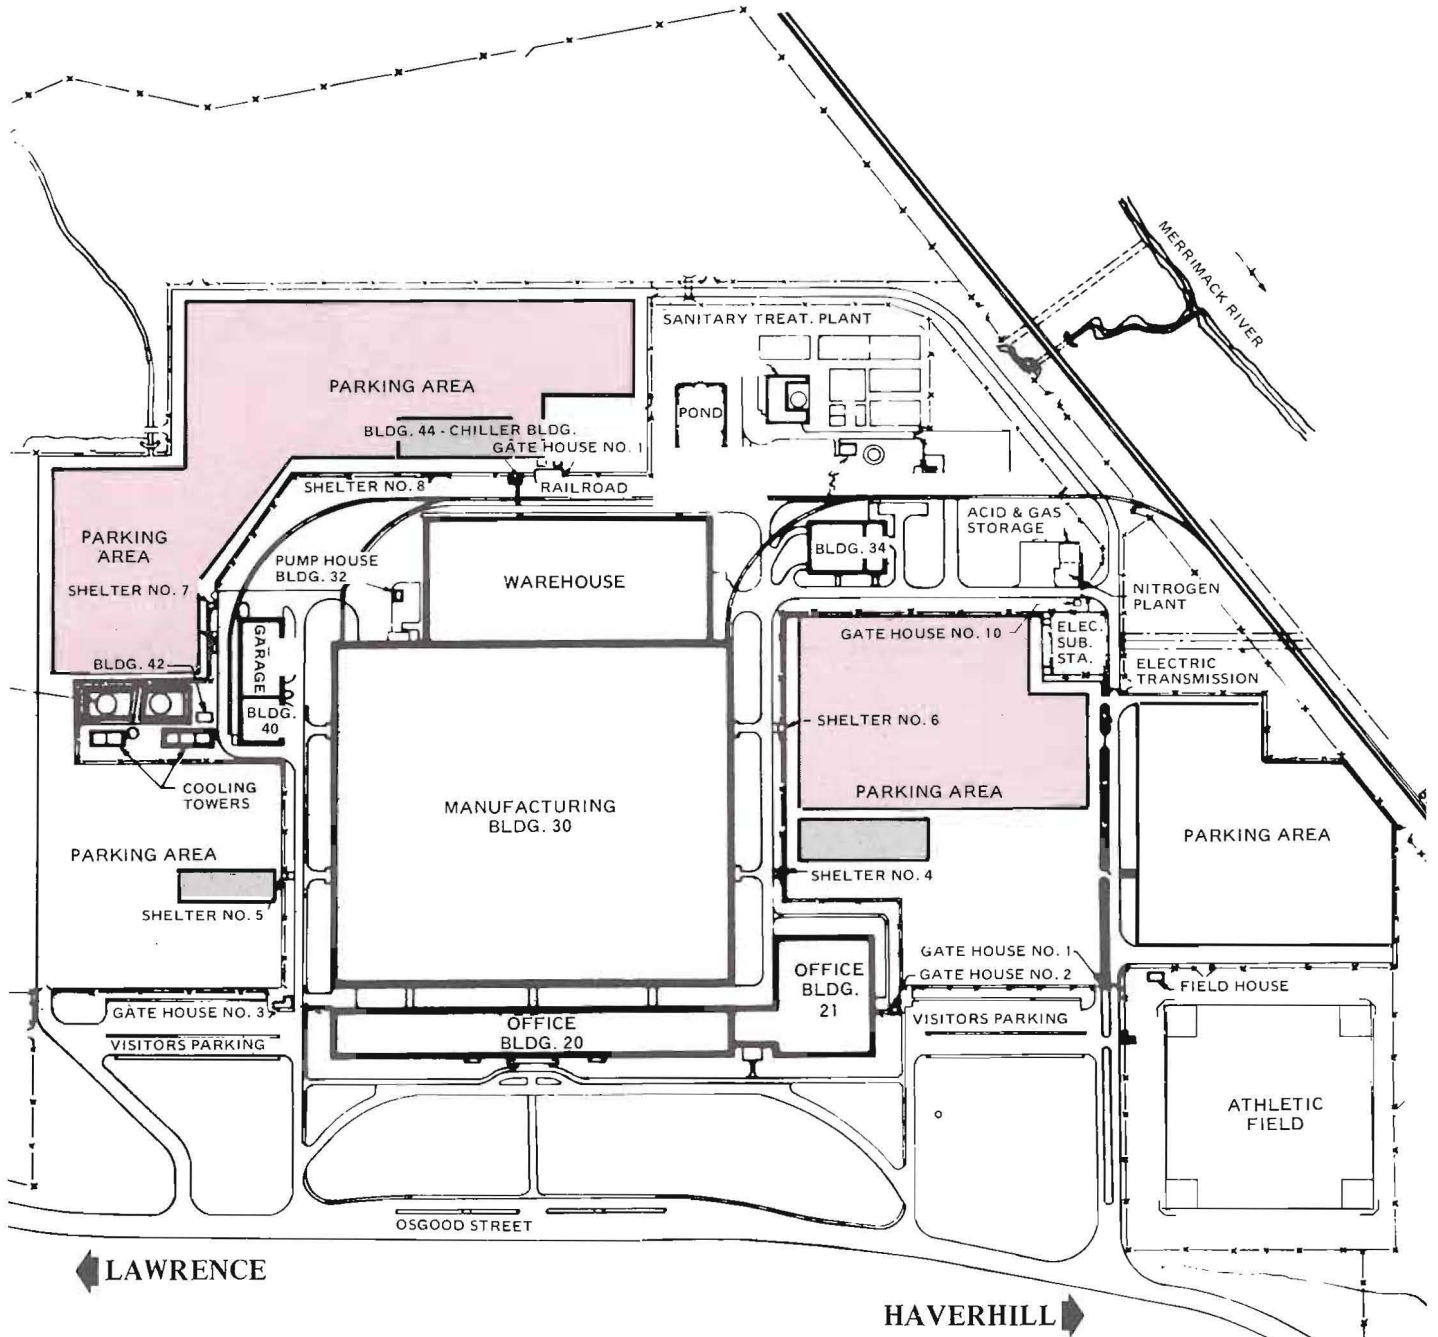 MERRIMACK RIVER
SANITARY TREAT. PLANT
PARKING AREA
POND
BLDG. 44 - CHILLER BLDG.
GATE HOUSE NO. 1
SHELTER NO. 8
RAILROAD
ACID & GAS
STORAGE
PARKING
AREA
BLDG. 34
PUMP HOUSE
BLDG. 32
WAREHOUSE
SHELTER NO. 7
NITROGEN
PLANT
GATE HOUSE NO. 10
ELEC.
SUB.
STA.
GARAGE
BLDG. 42
ELECTRIC
TRANSMISSION
BLDG.
40
SHELTER NO. 6
COOLING
TOWERS
PARKING AREA
MANUFACTURING
BLDG. 30
PARKING AREA
PARKING AREA
SHELTER NO. 4
SHELTER NO. 5
GATE HOUSE NO. 1
OFFICE
BLDG.
21
GATE HOUSE NO. 2
FIELD HOUSE
GATE HOUSE NO. 3
VISITORS PARKING
OFFICE
BLDG. 20
VISITORS PARKING
ATHLETIC
FIELD
OSGOOD STREET
LAWRENCE
HAVERHILL